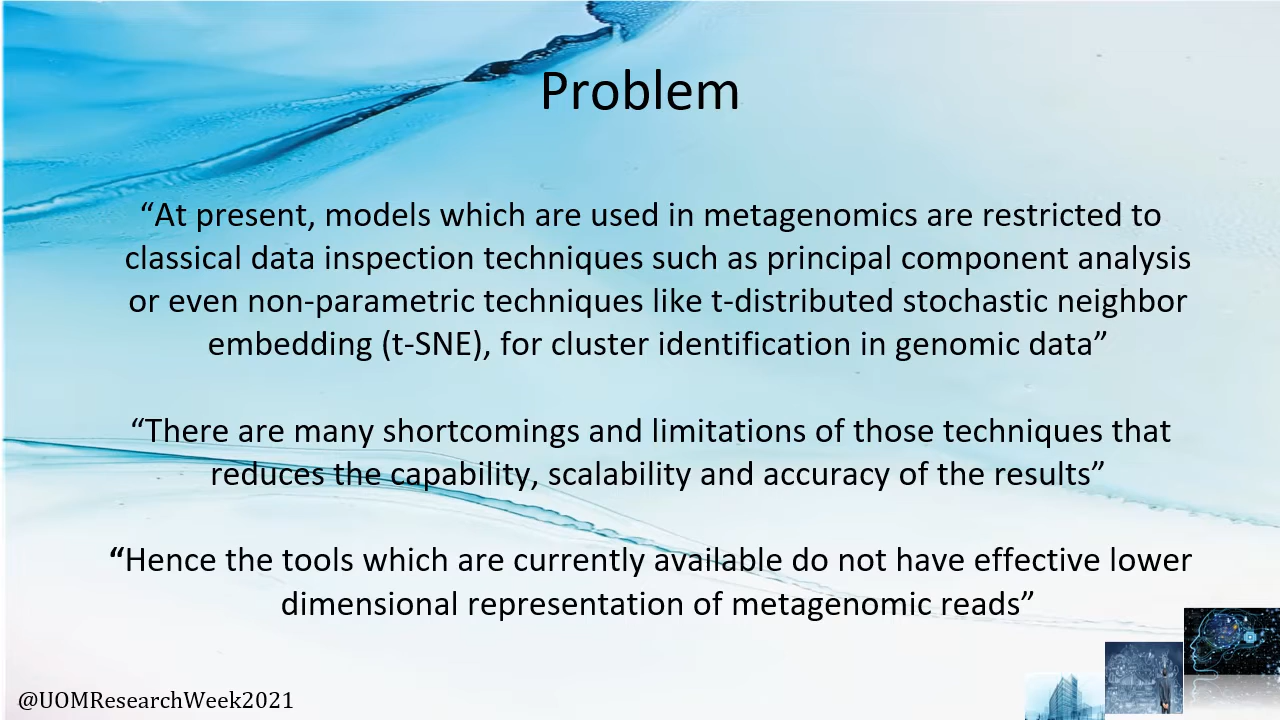 Problem
“At present, models which are used in metagenomics are restricted to
classical data inspection techniques such as principal component analysis
or even non-parametric techniques like t-distributed stochastic neighbor
embedding (t-SNE), for cluster identification in genomic data”
“There are many shortcomings and limitations of those techniques that
reduces the capability, scalability and accuracy of the results”
“Hence the tools which are currently available do not have effective lower
dimensional representation of metagenomic reads”
@UOMResearchWeek2021